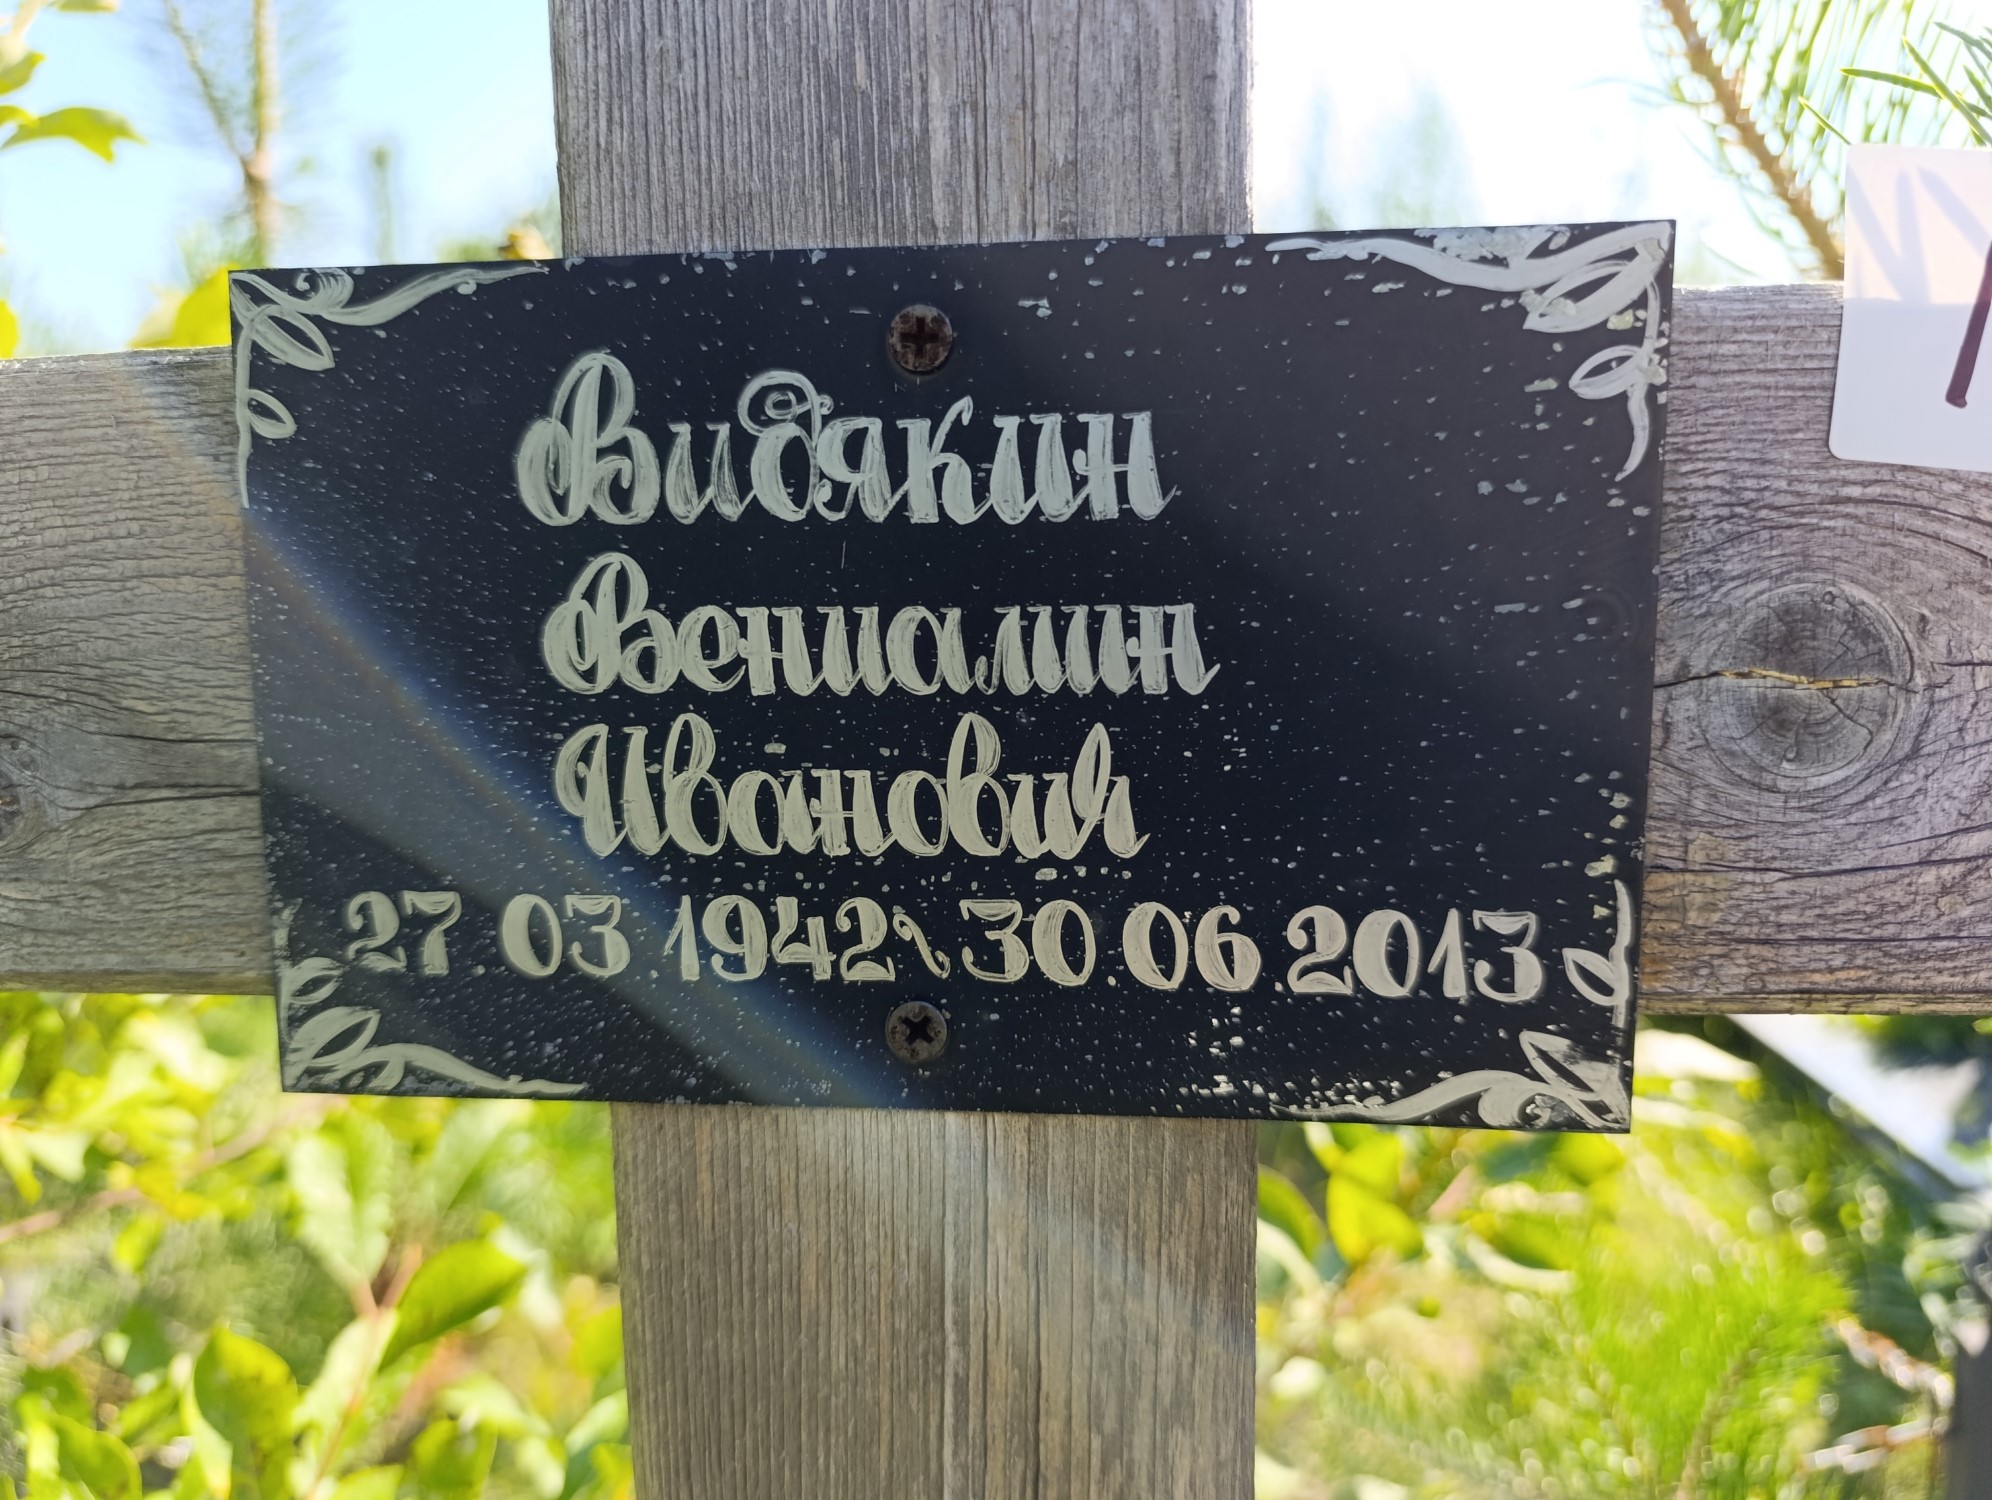 Видякин
Вениамин
Иванович
27 03 1942 ~ 30 06 2013